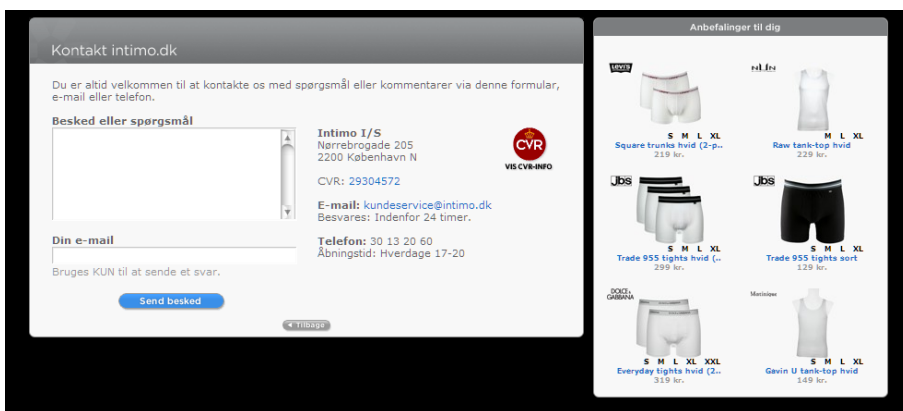 Kontakt intimo.dk
Du er altid velkommen til at kontakte os med spørgsmål eller kommentarer via denne formular,
e-mail eller telefon.
Besked eller spørgsmål
Din e-mail
Bruges KUN til at sende et svar.
Send besked
Intimo I/S
Nørrebrogade 205
2200 København N
CVR: 29304572
E-mail: kundeservice@intimo.dk
Besvares: Indenfor 24 timer.
Telefon: 30 13 20 60
Åbningstid: Hverdage 17-20
CVR
VIS CVR-INFO
Tilbage
Anbefalinger til dig
Levi's
S M L XL
Square trunks hvid (2-p..
219 kr.
M L XL
Raw tank-top hvid
229 kr.
Jbs
S M L XL
Trade 955 tights hvid (..
299 kr.
Jbs
S M L XL
Trade 955 tights sort
129 kr.
DOLCE &
GABBANA
S M L XL XXL
Everyday tights hvid (2..
319 kr.
S M L XL
Gavin U tank-top hvid
149 kr.